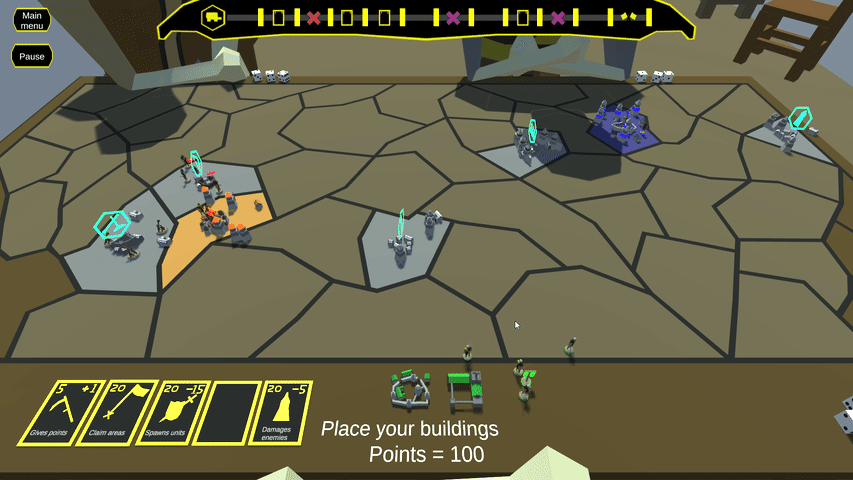 Main
menu
Pause
5 +1
Gives points
20
Claim areas
20 -15
Spawns units
20 -5
Damages
enemies
Place your buildings
Points = 100